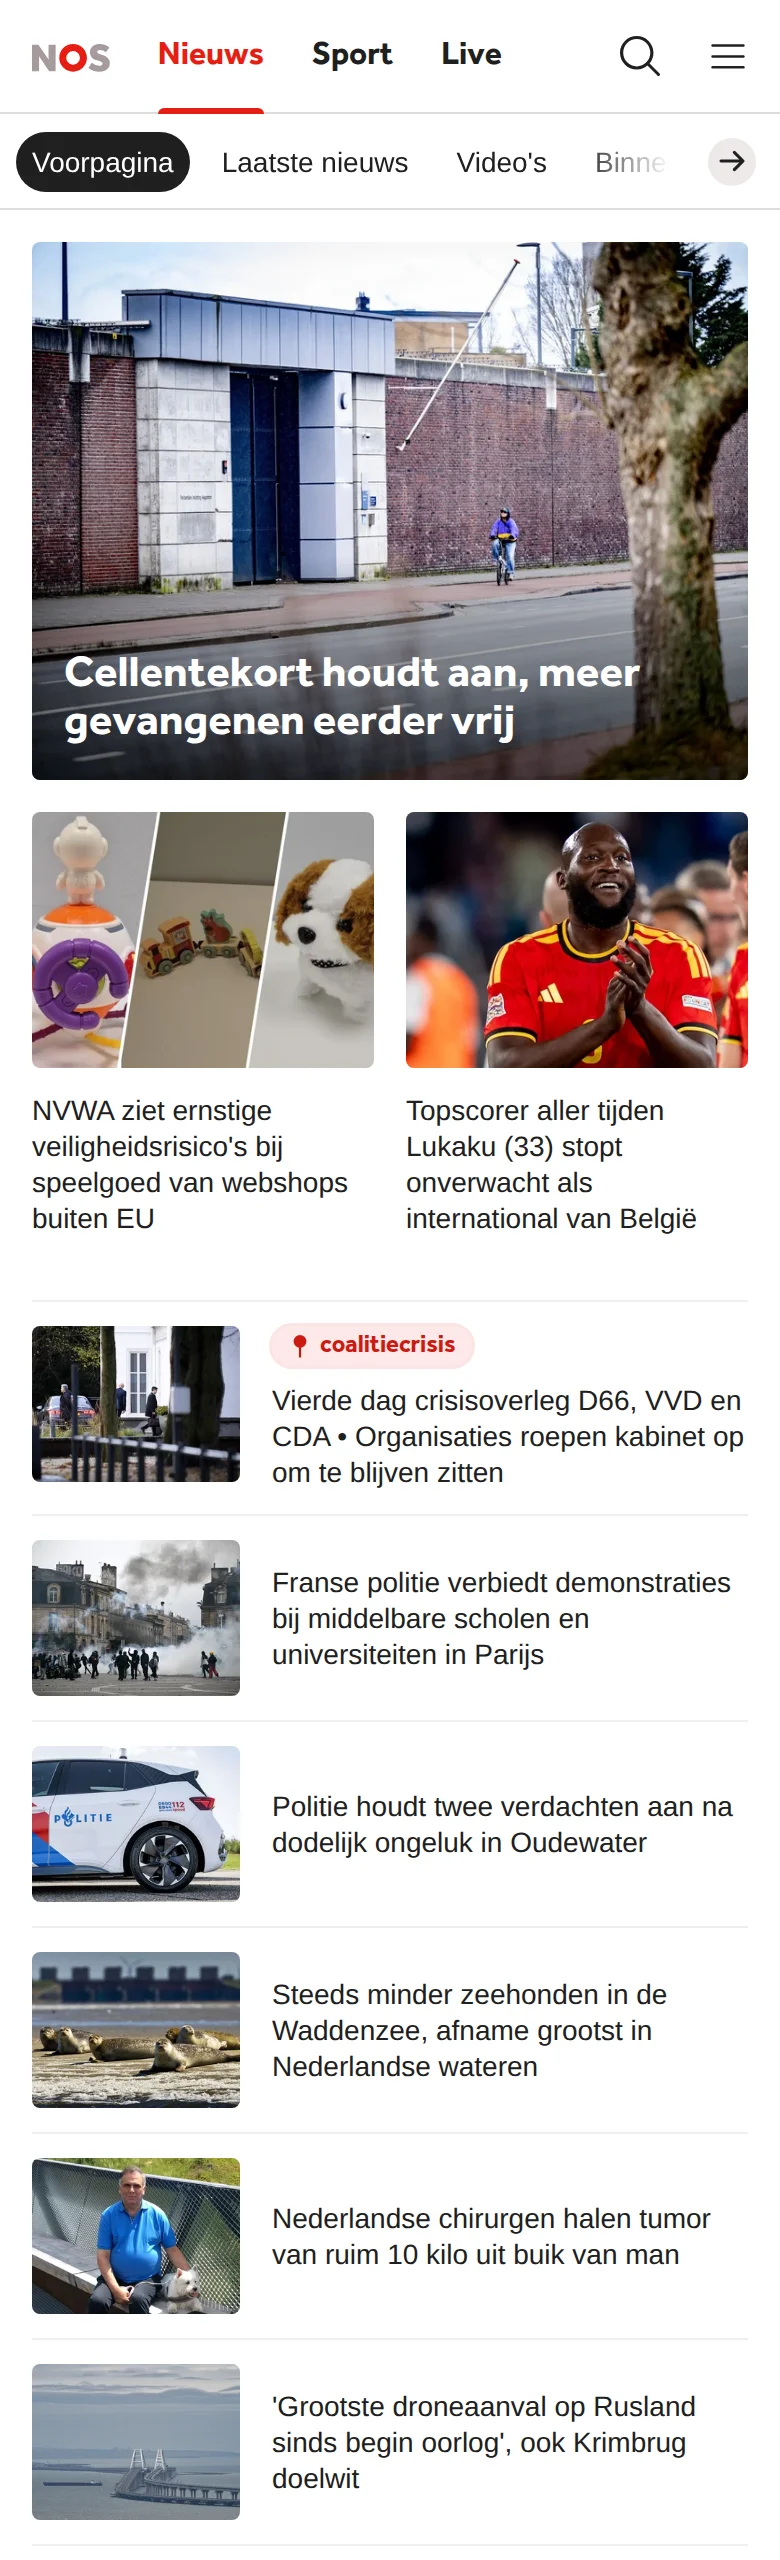 NOS
Nieuws
Sport
Live
Voorpagina
Laatste nieuws
Video's
Binne
Cellentekort houdt aan, meer
gevangenen eerder vrij
NVWA ziet ernstige
veiligheidsrisico's bij
speelgoed van webshops
buiten EU
Topscorer aller tijden
Lukaku (33) stopt
onverwacht als
international van België
coalitiecrisis
Vierde dag crisisoverleg D66, VVD en
CDA • Organisaties roepen kabinet op
om te blijven zitten
Franse politie verbiedt demonstraties
bij middelbare scholen en
universiteiten in Parijs
POLITIE
112
Politie houdt twee verdachten aan na
dodelijk ongeluk in Oudewater
Steeds minder zeehonden in de
Waddenzee, afname grootst in
Nederlandse wateren
Nederlandse chirurgen halen tumor
van ruim 10 kilo uit buik van man
'Grootste droneaanval op Rusland
sinds begin oorlog', ook Krimbrug
doelwit